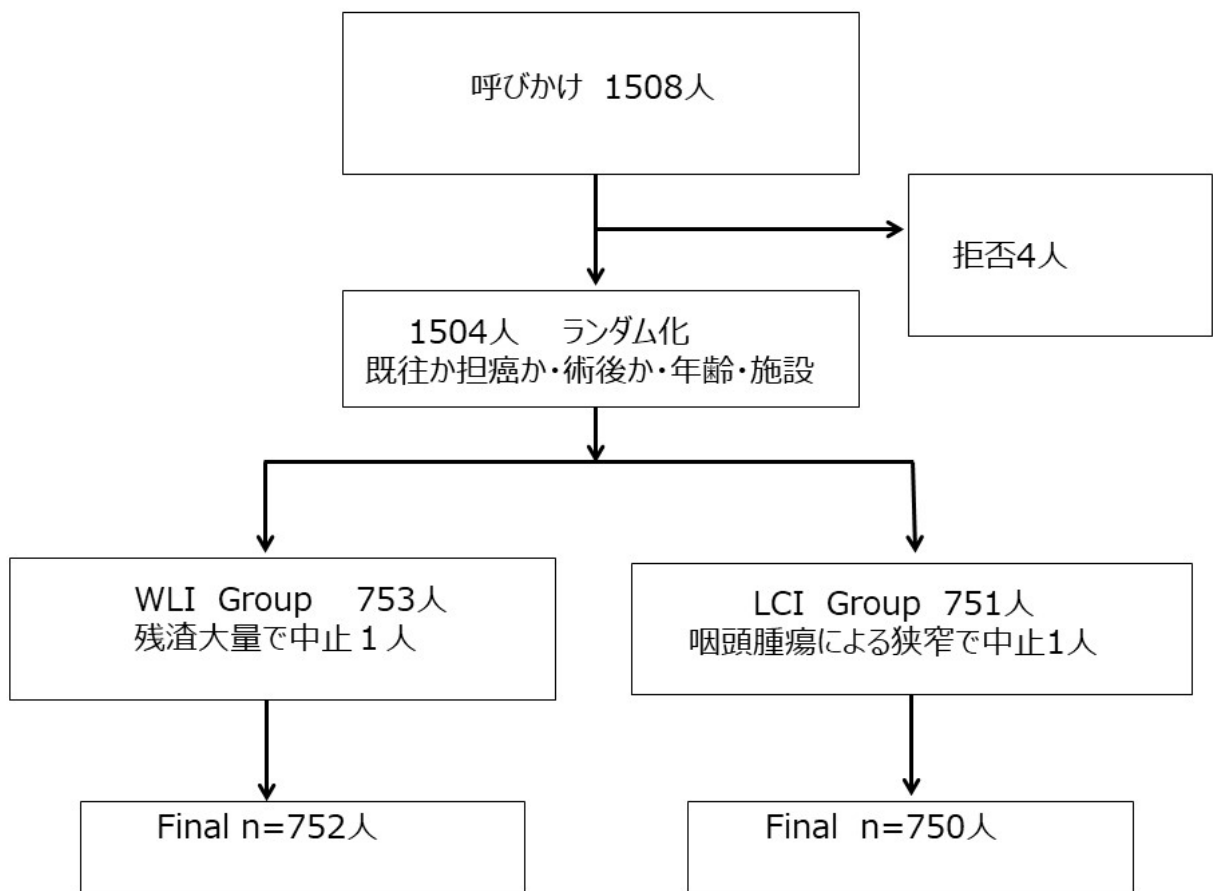 呼びかけ 1508人
拒否4人
1504人 ランダム化
既往か担癌か・術後か・年齢・施設
WLI Group 753人
残渣大量で中止１人
LCI Group 751人
咽頭腫瘍による狭窄で中止1人
Final n=752人
Final n=750人